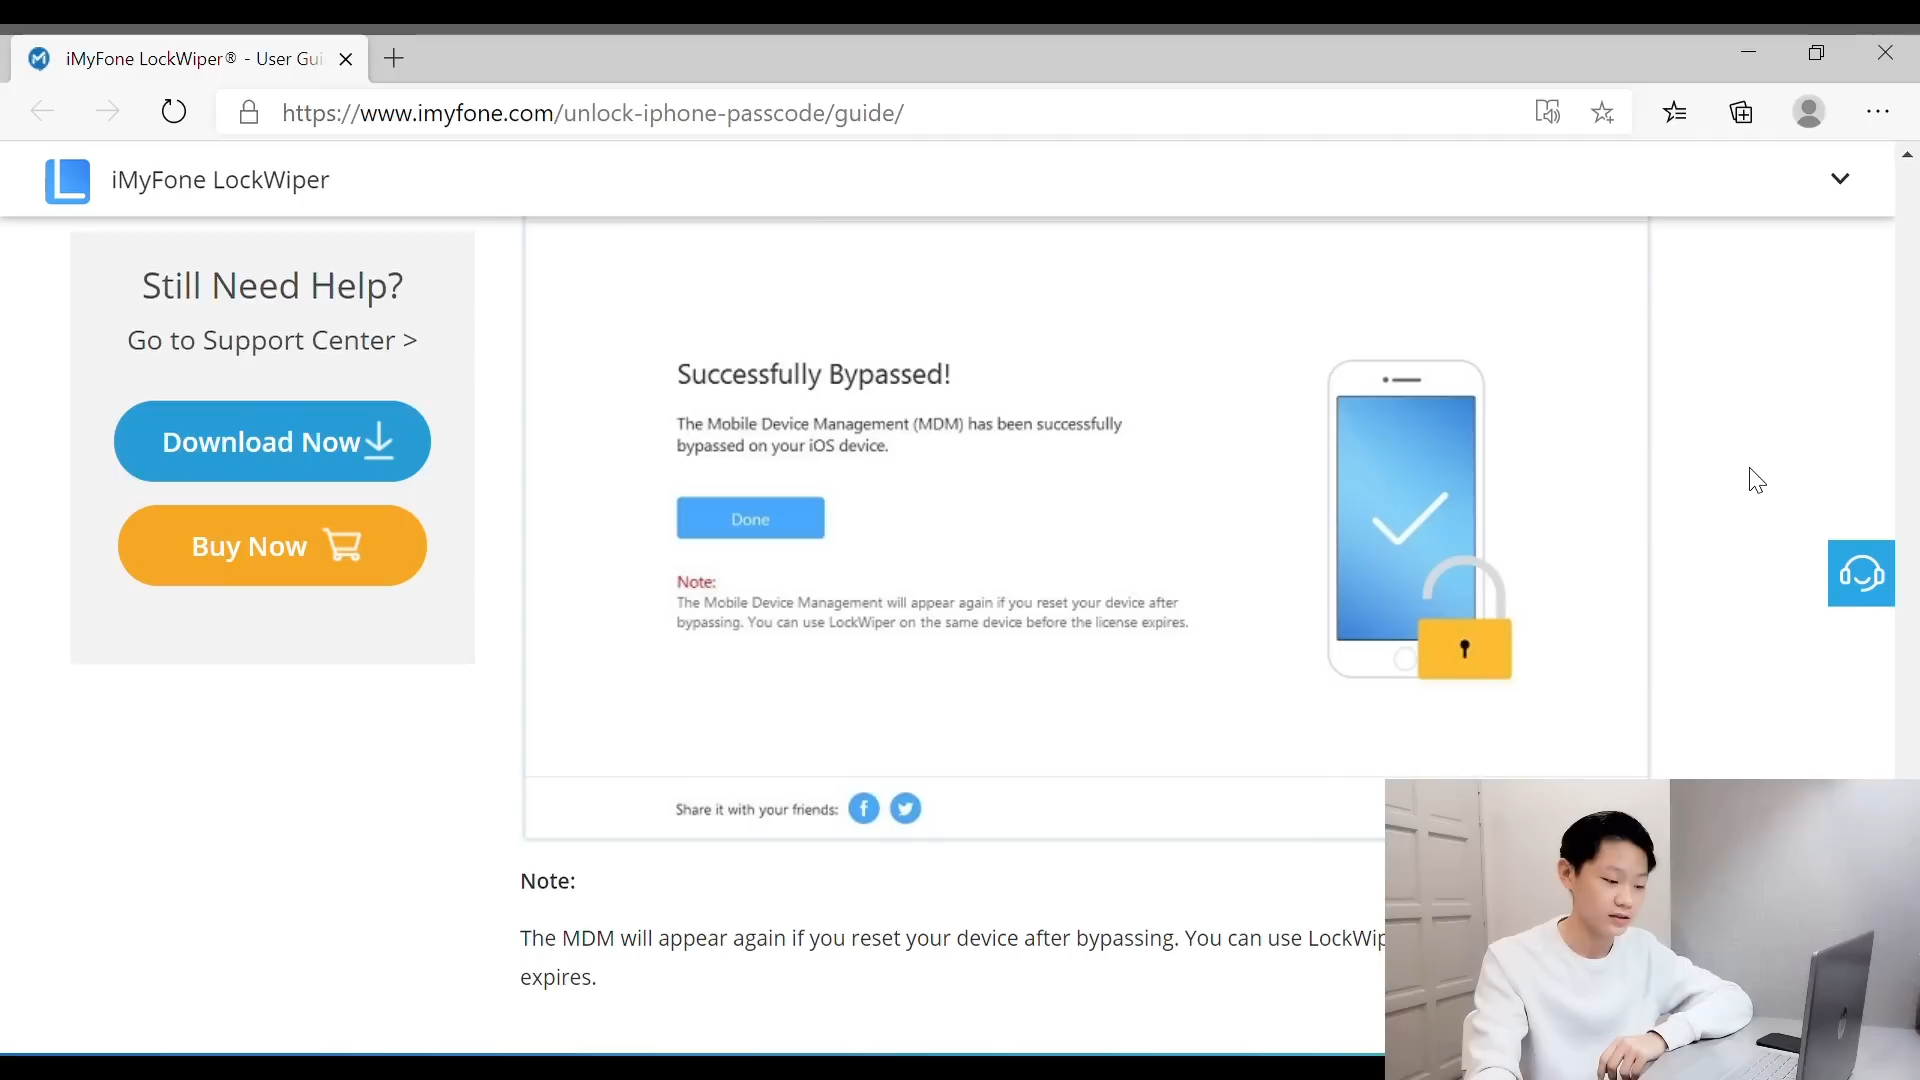 iMyFone LockWiper® - User Gui
https://www.imyfone.com/unlock-iphone-passcode/guide/
iMyFone LockWiper
Still Need Help?
Go to Support Center >
Download Now
Buy Now
Successfully Bypassed!
The Mobile Device Management (MDM) has been successfully
bypassed on your iOS device.
Done
Note:
The Mobile Device Management will appear again if you reset your device after
bypassing. You can use LockWiper on the same device before the license expires.
Share it with your friends:
Note:
The MDM will appear again if you reset your device after bypassing. You can use LockWip
expires.